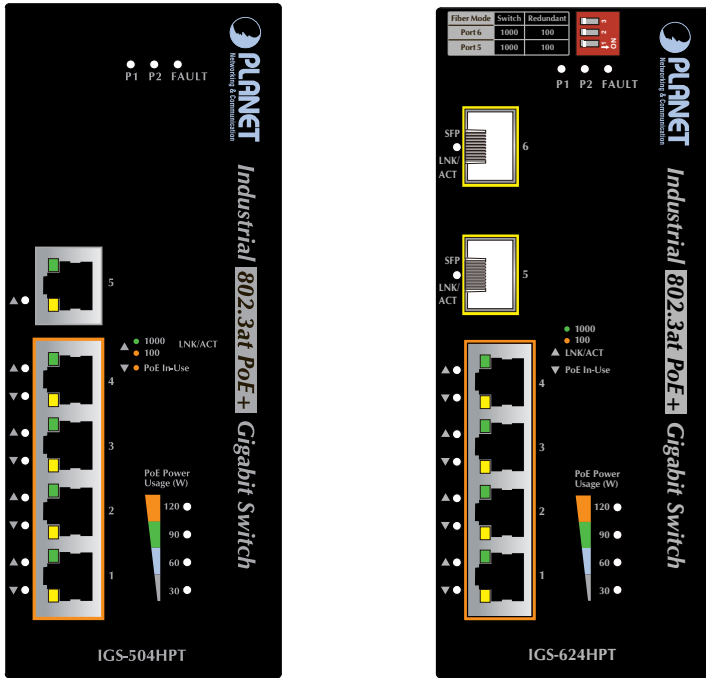 P1 P2 FAULT
PLANET
Networking & Communication
Industrial 802.3at PoE+ Gigabit Switch
5
1000 LNK/ACT
100
PoE In-Use
4
3
2
1
PoE Power
Usage (W)
120
90
60
30
IGS-504HPT
Fiber Mode Switch Redundant
Port 6 1000 100
Port 5 1000 100
1 2 3
ON
P1 P2 FAULT
PLANET
Networking & Communication
Industrial 802.3at PoE+ Gigabit Switch
SFP
LNK/
ACT
6
SFP
LNK/
ACT
5
1000
100
LNK/ACT
PoE In-Use
4
3
2
1
PoE Power
Usage (W)
120
90
60
30
IGS-624HPT